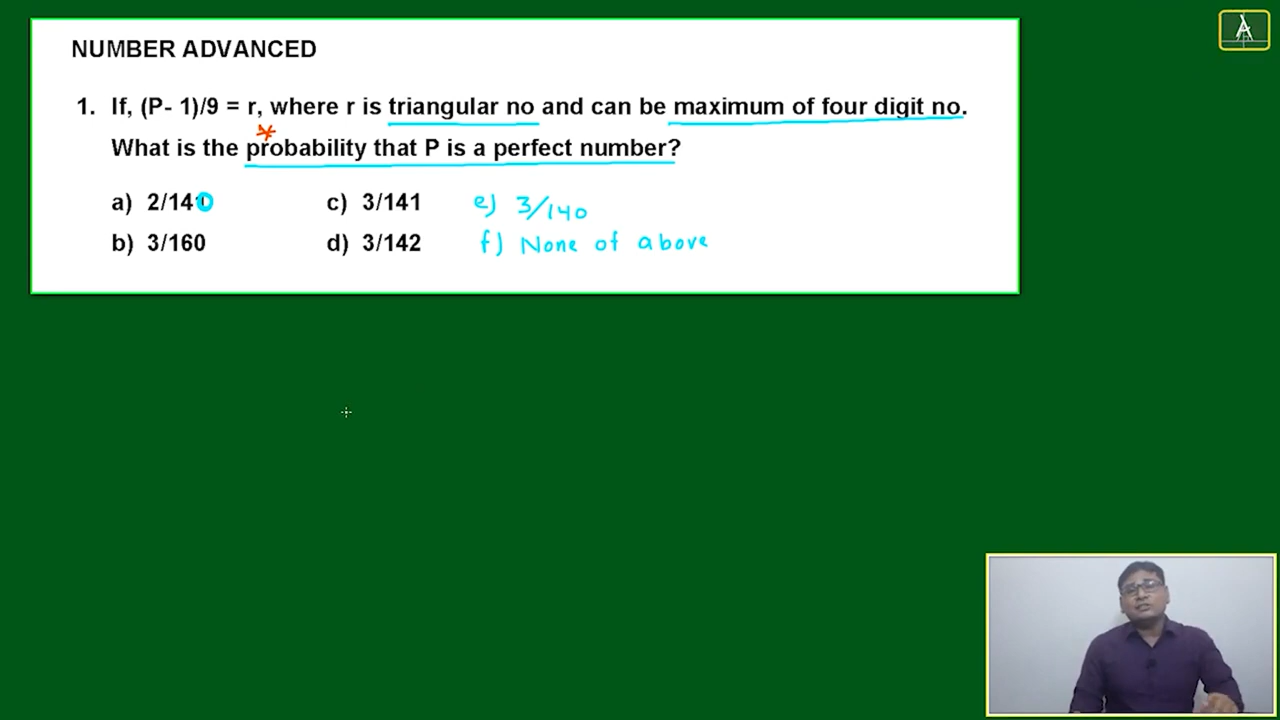 NUMBER ADVANCED
1. If, (P- 1)/9 = r, where r is triangular no and can be maximum of four digit no.
What is the probability that P is a perfect number?
a) 2/140 c) 3/141 e) 3/140
b) 3/160 d) 3/142 f) None of above